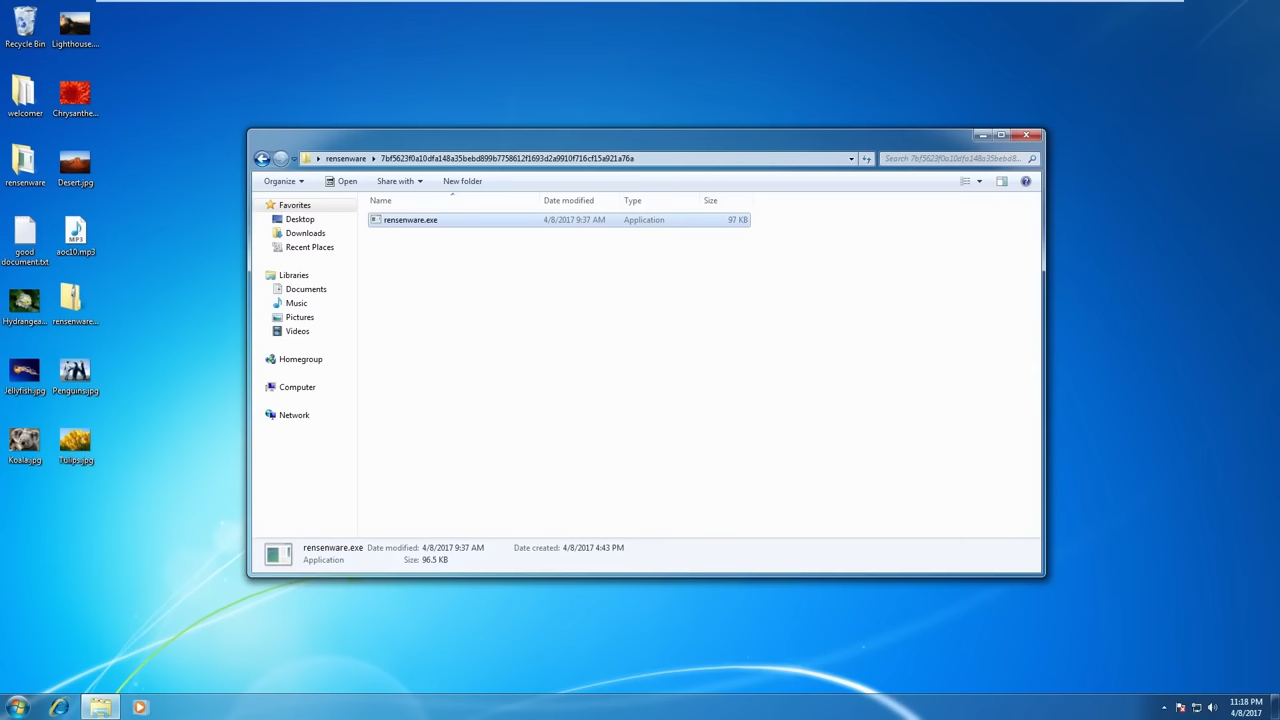 Recycle Bin
Lighthouse....
welcomer
Chrysanthe...
rensenware
Desert.jpg
good document.txt
MP3
aoc10.mp3
Hydrangea...
rensenware...
Jellyfish.jpg
Penguins.jpg
Koala.jpg
Tulips.jpg
rensenware
7bf5623f0a10dfa148a35bebd899b7758612f1693d2a9910f716cf15a921a76a
Search 7bf5623f0a10dfa148a35bebd899b7758612f1693d2...
Organize
Open
Share with
New folder
Favorites
Desktop
Downloads
Recent Places
Libraries
Documents
Music
Pictures
Videos
Homegroup
Computer
Network
Name Date modified Type Size
rensenware.exe 4/8/2017 9:37 AM Application 97 KB
rensenware.exe Date modified: 4/8/2017 9:37 AM Date created: 4/8/2017 4:43 PM
Application Size: 96.5 KB
11:18 PM
4/8/2017